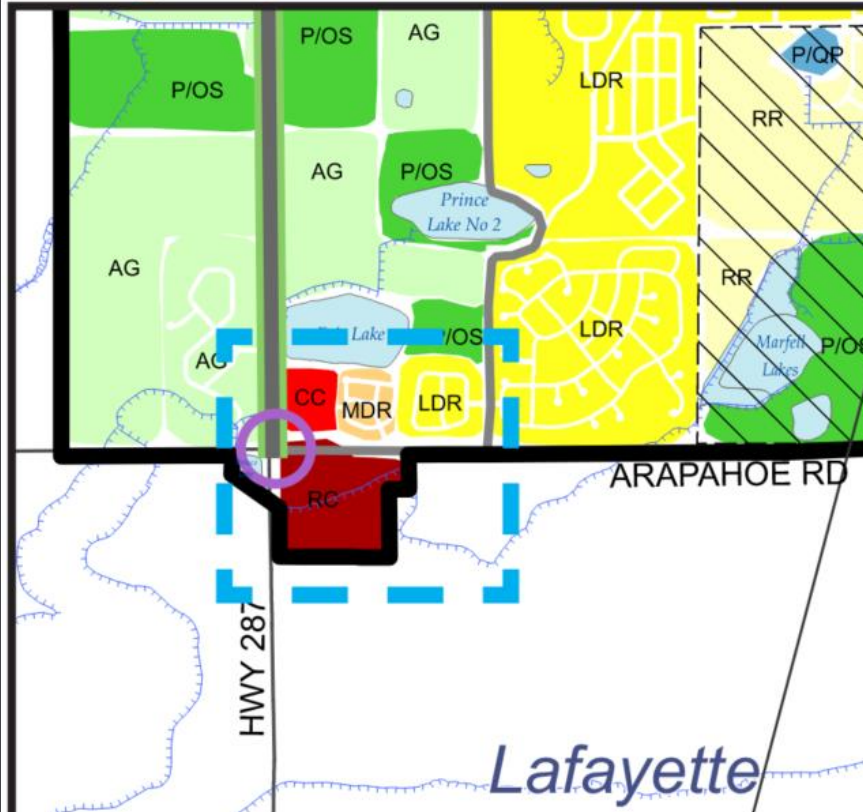 P/OS
AG
P/QP
LDR
P/OS
RR
AG
P/OS
Prince
Lake No 2
AG
RR
LDR
Lake
/OS
Marfell
Lakes
P/OS
AG
CC
MDR
LDR
ARAPAHOE RD
RC
HWY 287
Lafayette